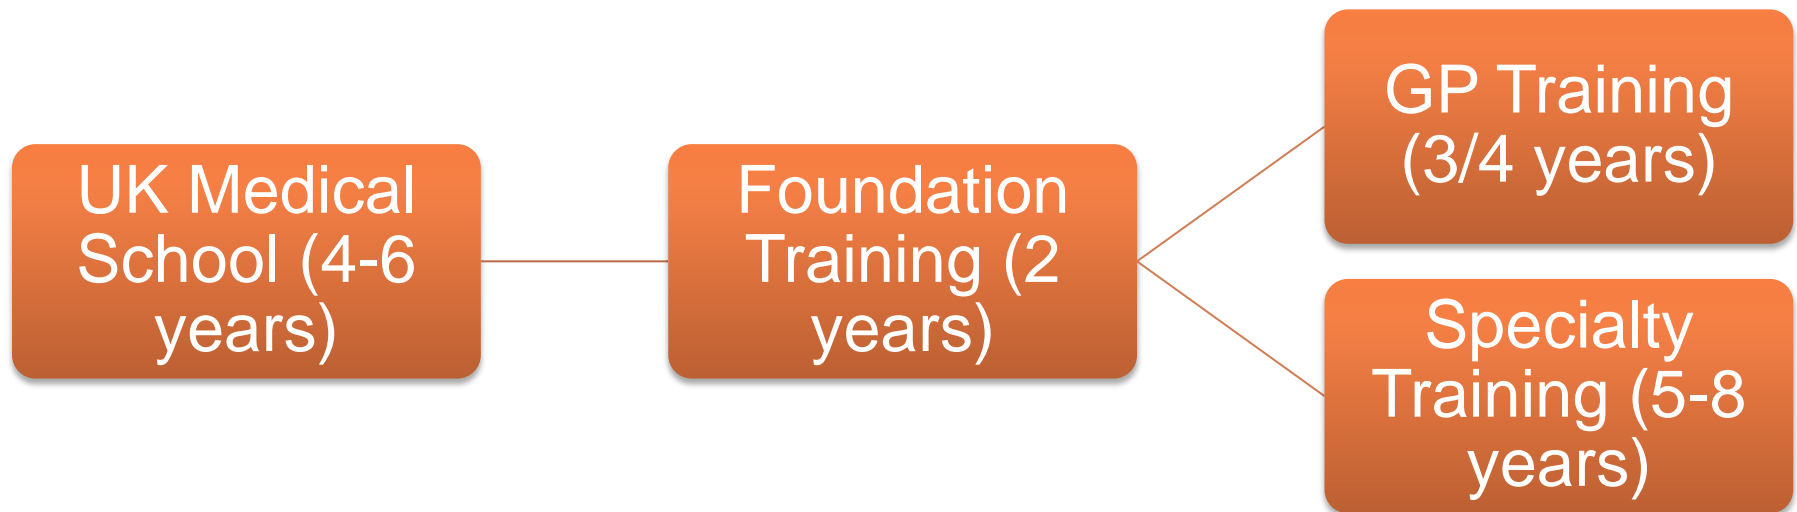 UK Medical
School (4-6
years)
Foundation
Training (2
years)
GP Training
(3/4 years)
Specialty
Training (5-8
years)